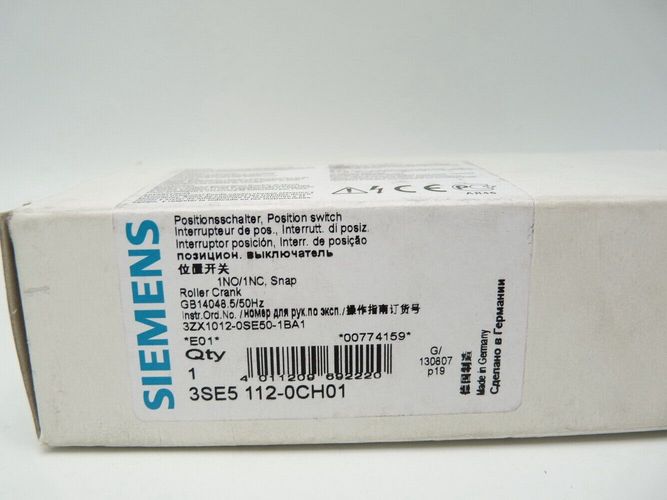 SIEMENS
Positionsschalter, Position switch
Interrupteur de pos., Interrutt. di posiz.
Interruptor posición, Interr. de posição
позицион. выключатель
位置开关
1NO/1NC, Snap
Roller Crank
GB14048.5/50Hz
Instr.Ord.No./номер для рук.по эксп./操作指南订货号
3ZX1012-0SE50-1BA1
*E01*
*00774159*
Qty
1
4 011209 892220
3SE5 112-0CH01
G/
130807
p19
德国制造
Made in Germany
Сделано в Германии
CE
AR46